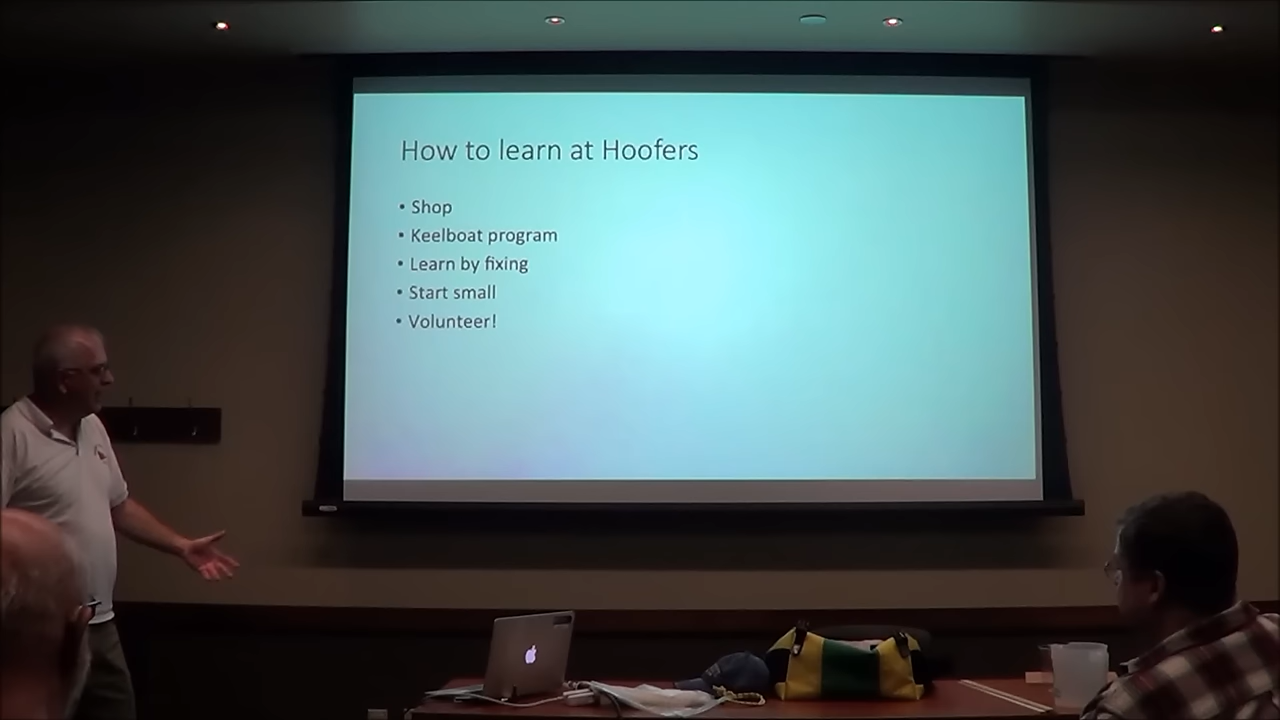 How to learn at Hoofers
• Shop
• Keelboat program
• Learn by fixing
• Start small
• Volunteer!